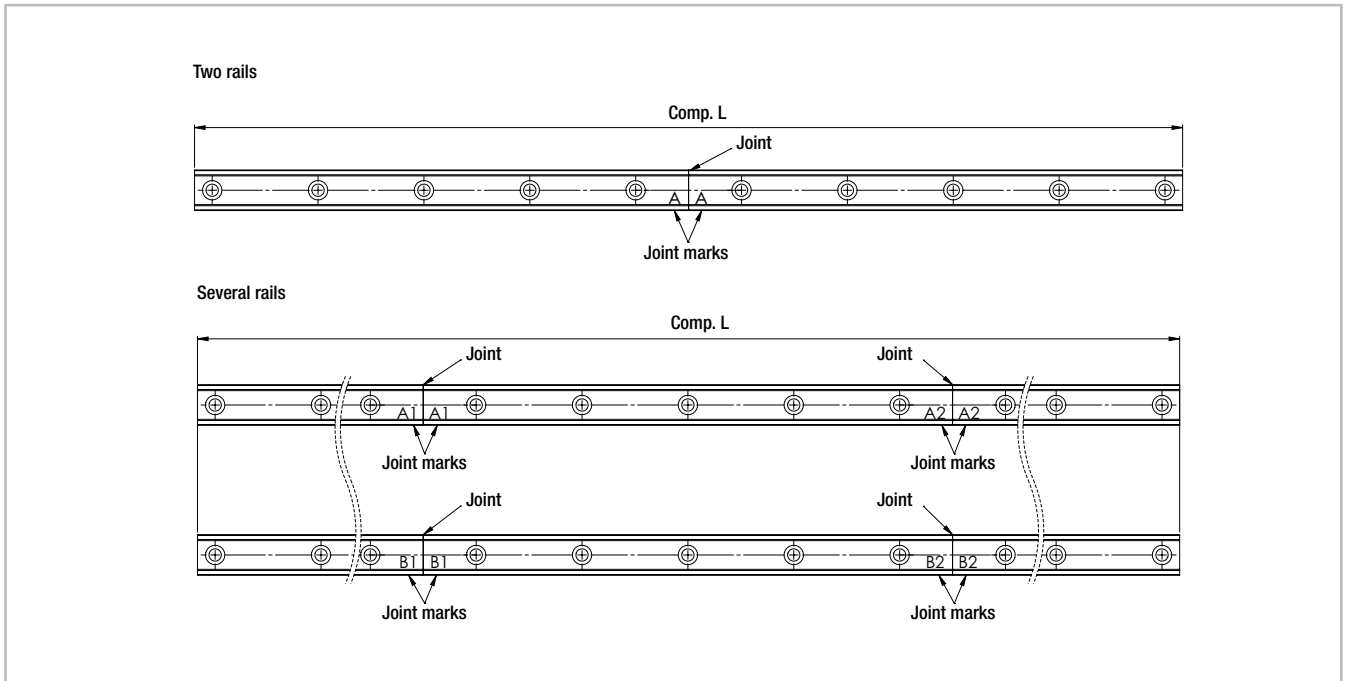 Two rails
Comp. L
Joint
A A
Joint marks
Several rails
Comp. L
Joint Joint
A1 A1 A2 A2
Joint marks Joint marks
Joint Joint
B1 B1 B2 B2
Joint marks Joint marks